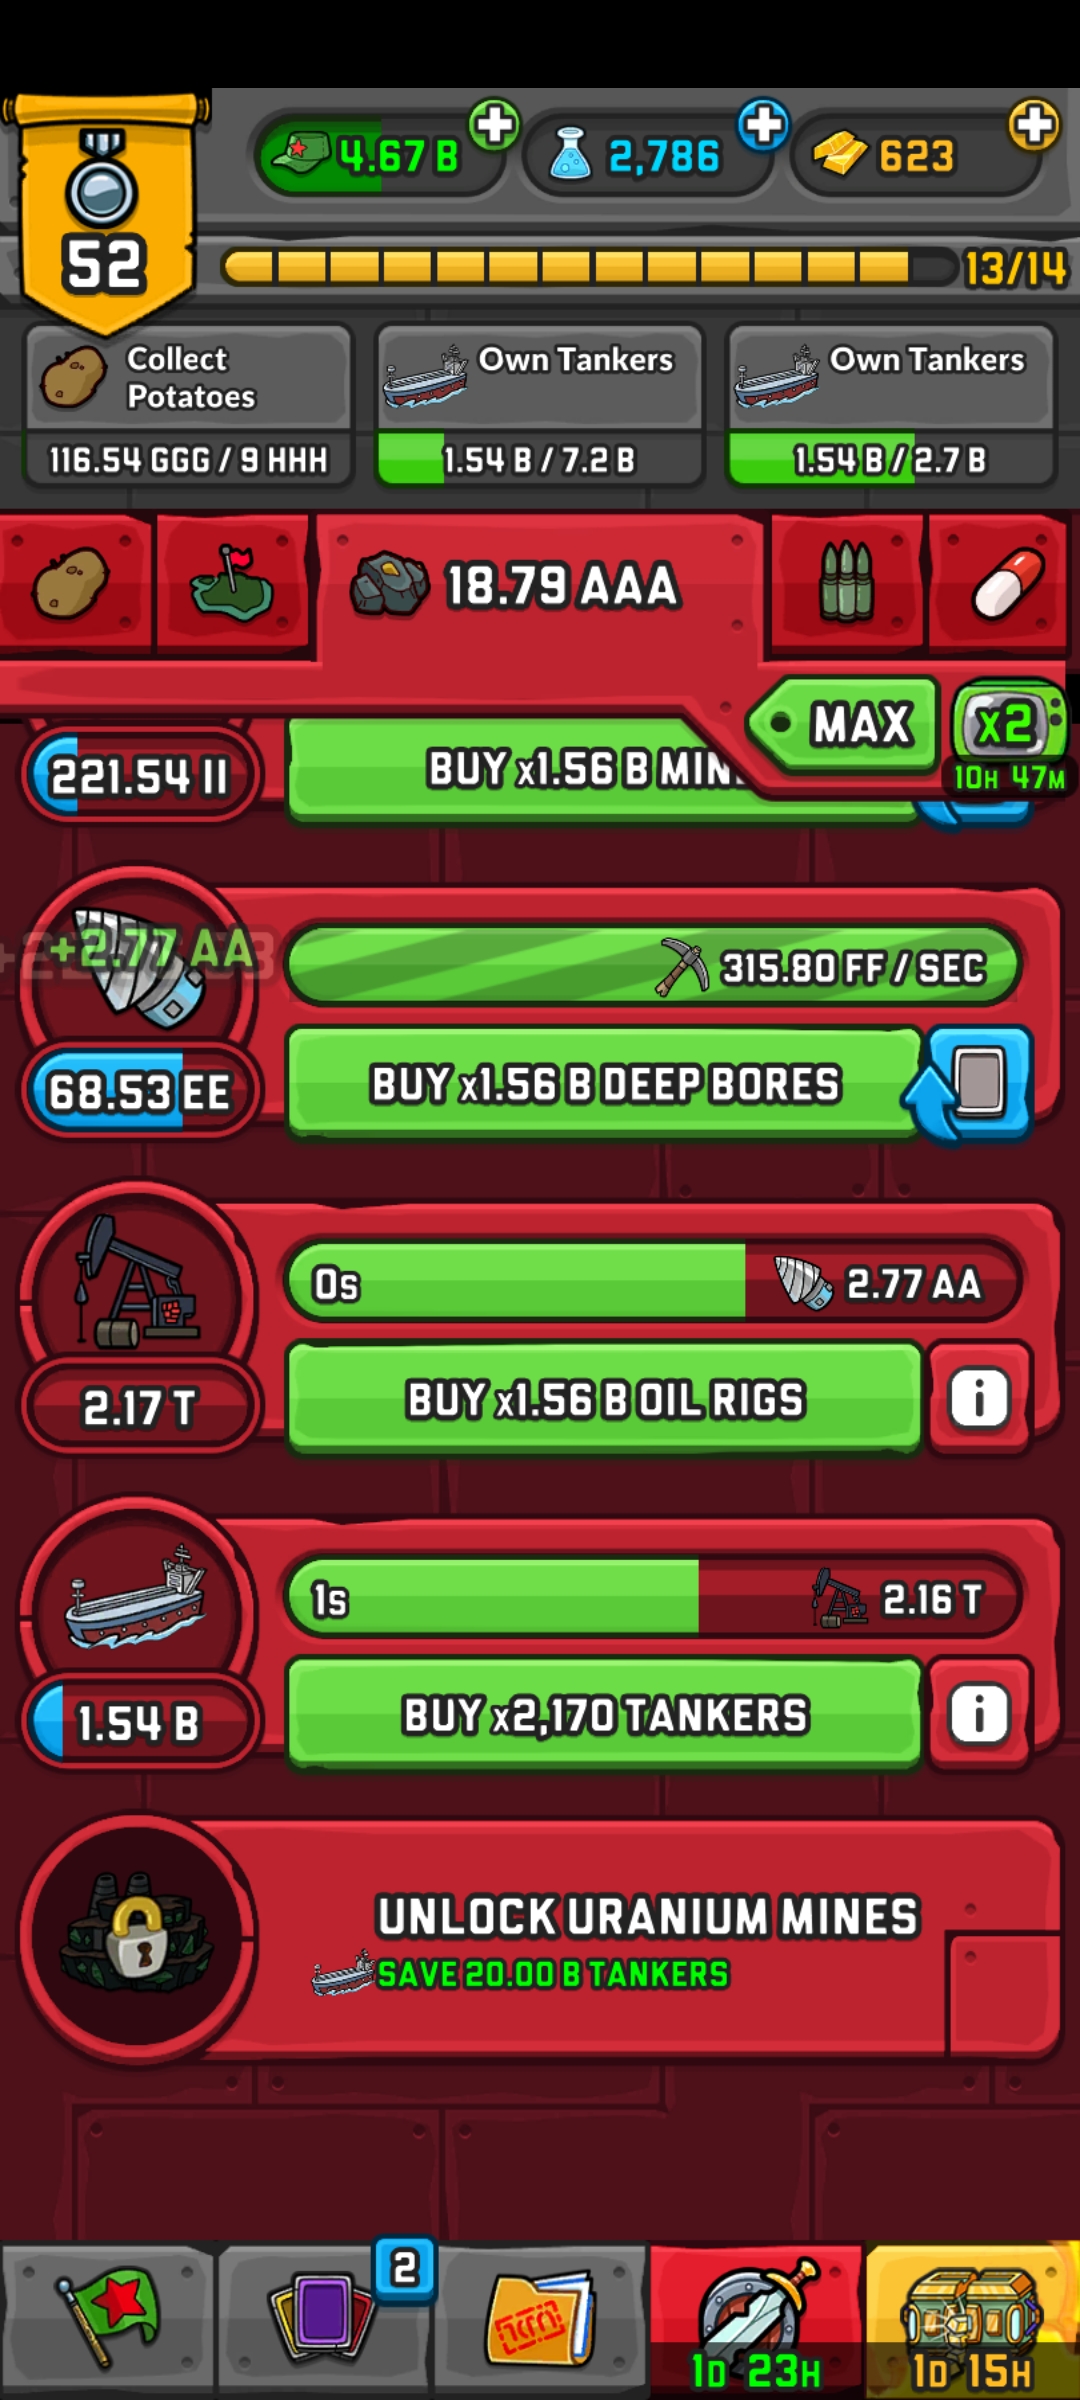 4.67 B
2,786
623
52
13/14
Collect
Potatoes
116.54 GGG / 9 HHH
Own Tankers
1.54 B / 7.2 B
Own Tankers
1.54 B / 2.7 B
18.79 AAA
MAX
x2
10H 47M
221.54 II
BUY x1.56 B MIN
+2.77 AA
315.80 FF / SEC
68.53 EE
BUY x1.56 B DEEP BORES
0s
2.77 AA
2.17 T
BUY x1.56 B OIL RIGS
i
1s
2.16 T
1.54 B
BUY x2,170 TANKERS
i
UNLOCK URANIUM MINES
SAVE 20.00 B TANKERS
2
1D 23H
1D 15H